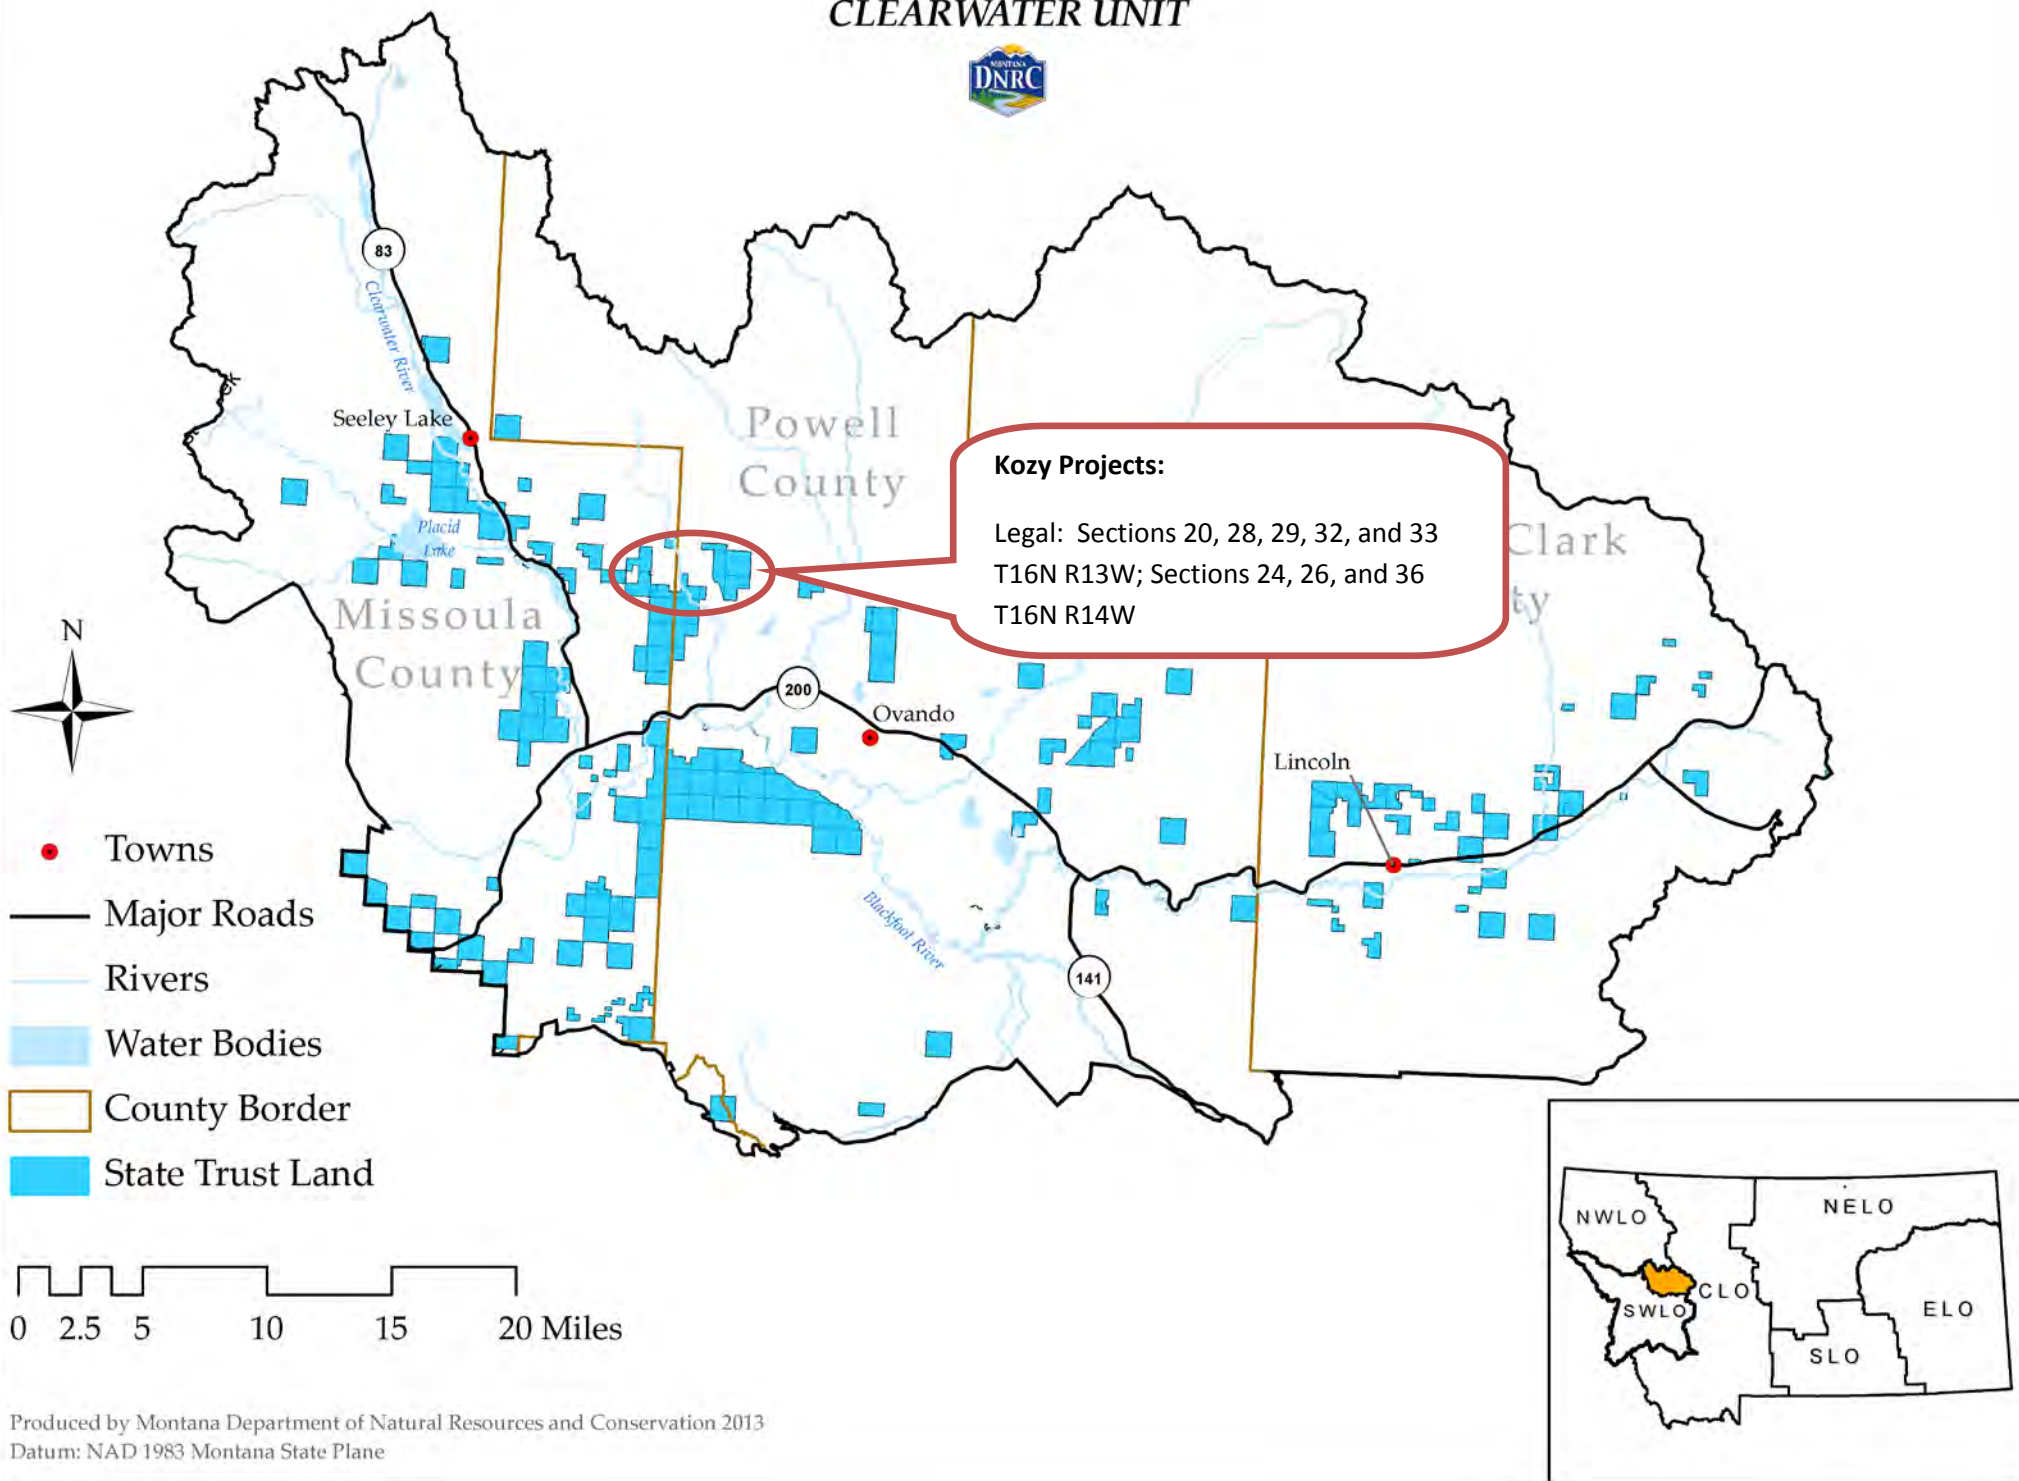 CLEARWATER UNIT
MONTANA
DNRC
83
Clearwater River
Seeley Lake
Powell
County
Kozy Projects:
Legal: Sections 20, 28, 29, 32, and 33
T16N R13W; Sections 24, 26, and 36
T16N R14W
Clark
ty
Placid
Lake
Missoula
County
N
200
Ovando
Lincoln
Blackfoot River
141
Towns
Major Roads
Rivers
Water Bodies
County Border
State Trust Land
0 2.5 5 10 15 20 Miles
NWLO
NELO
CLO
SWLO
ELO
SLO
Produced by Montana Department of Natural Resources and Conservation 2013
Datum: NAD 1983 Montana State Plane